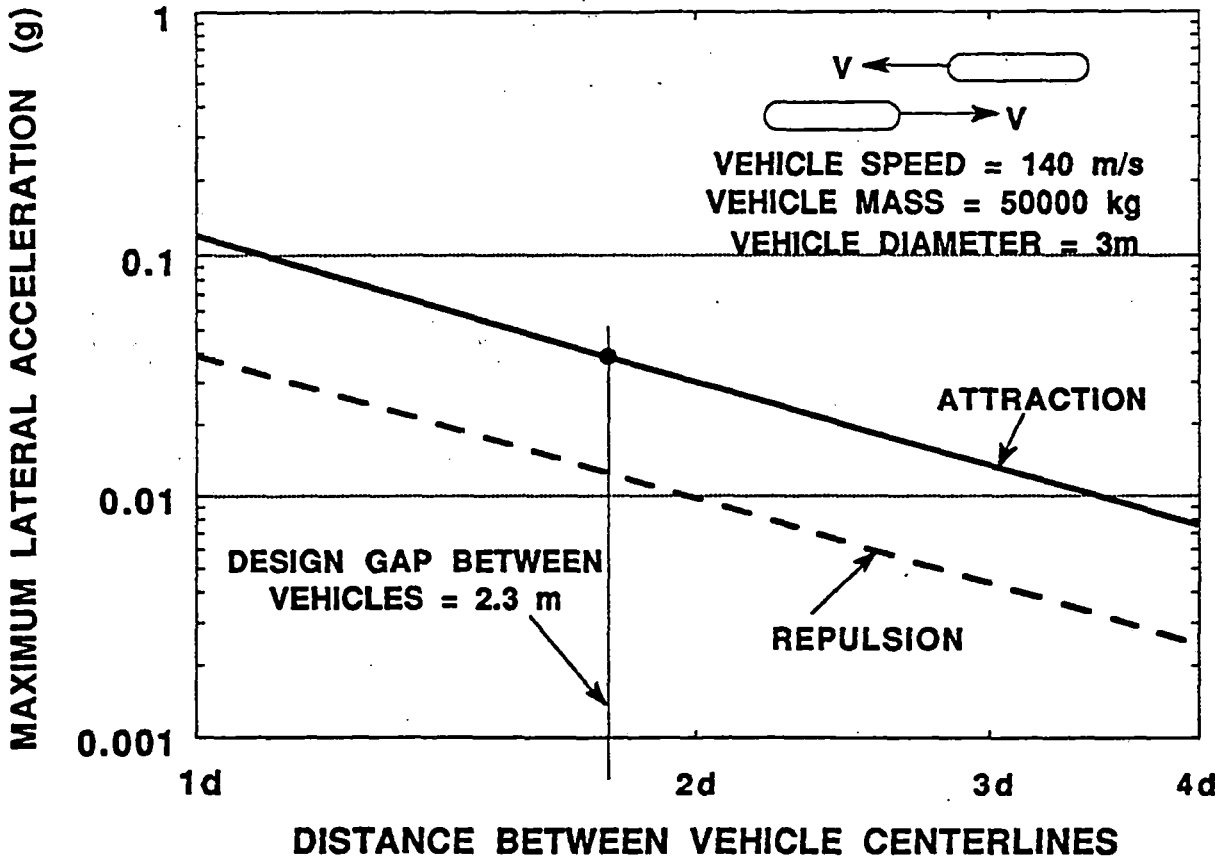 MAXIMUM LATERAL ACCELERATION (g)
1
0.1
0.01
0.001
V
V
VEHICLE SPEED = 140 m/s
VEHICLE MASS = 50000 kg
VEHICLE DIAMETER = 3m
ATTRACTION
DESIGN GAP BETWEEN
VEHICLES = 2.3 m
REPULSION
1d
2d
3d
4d
DISTANCE BETWEEN VEHICLE CENTERLINES